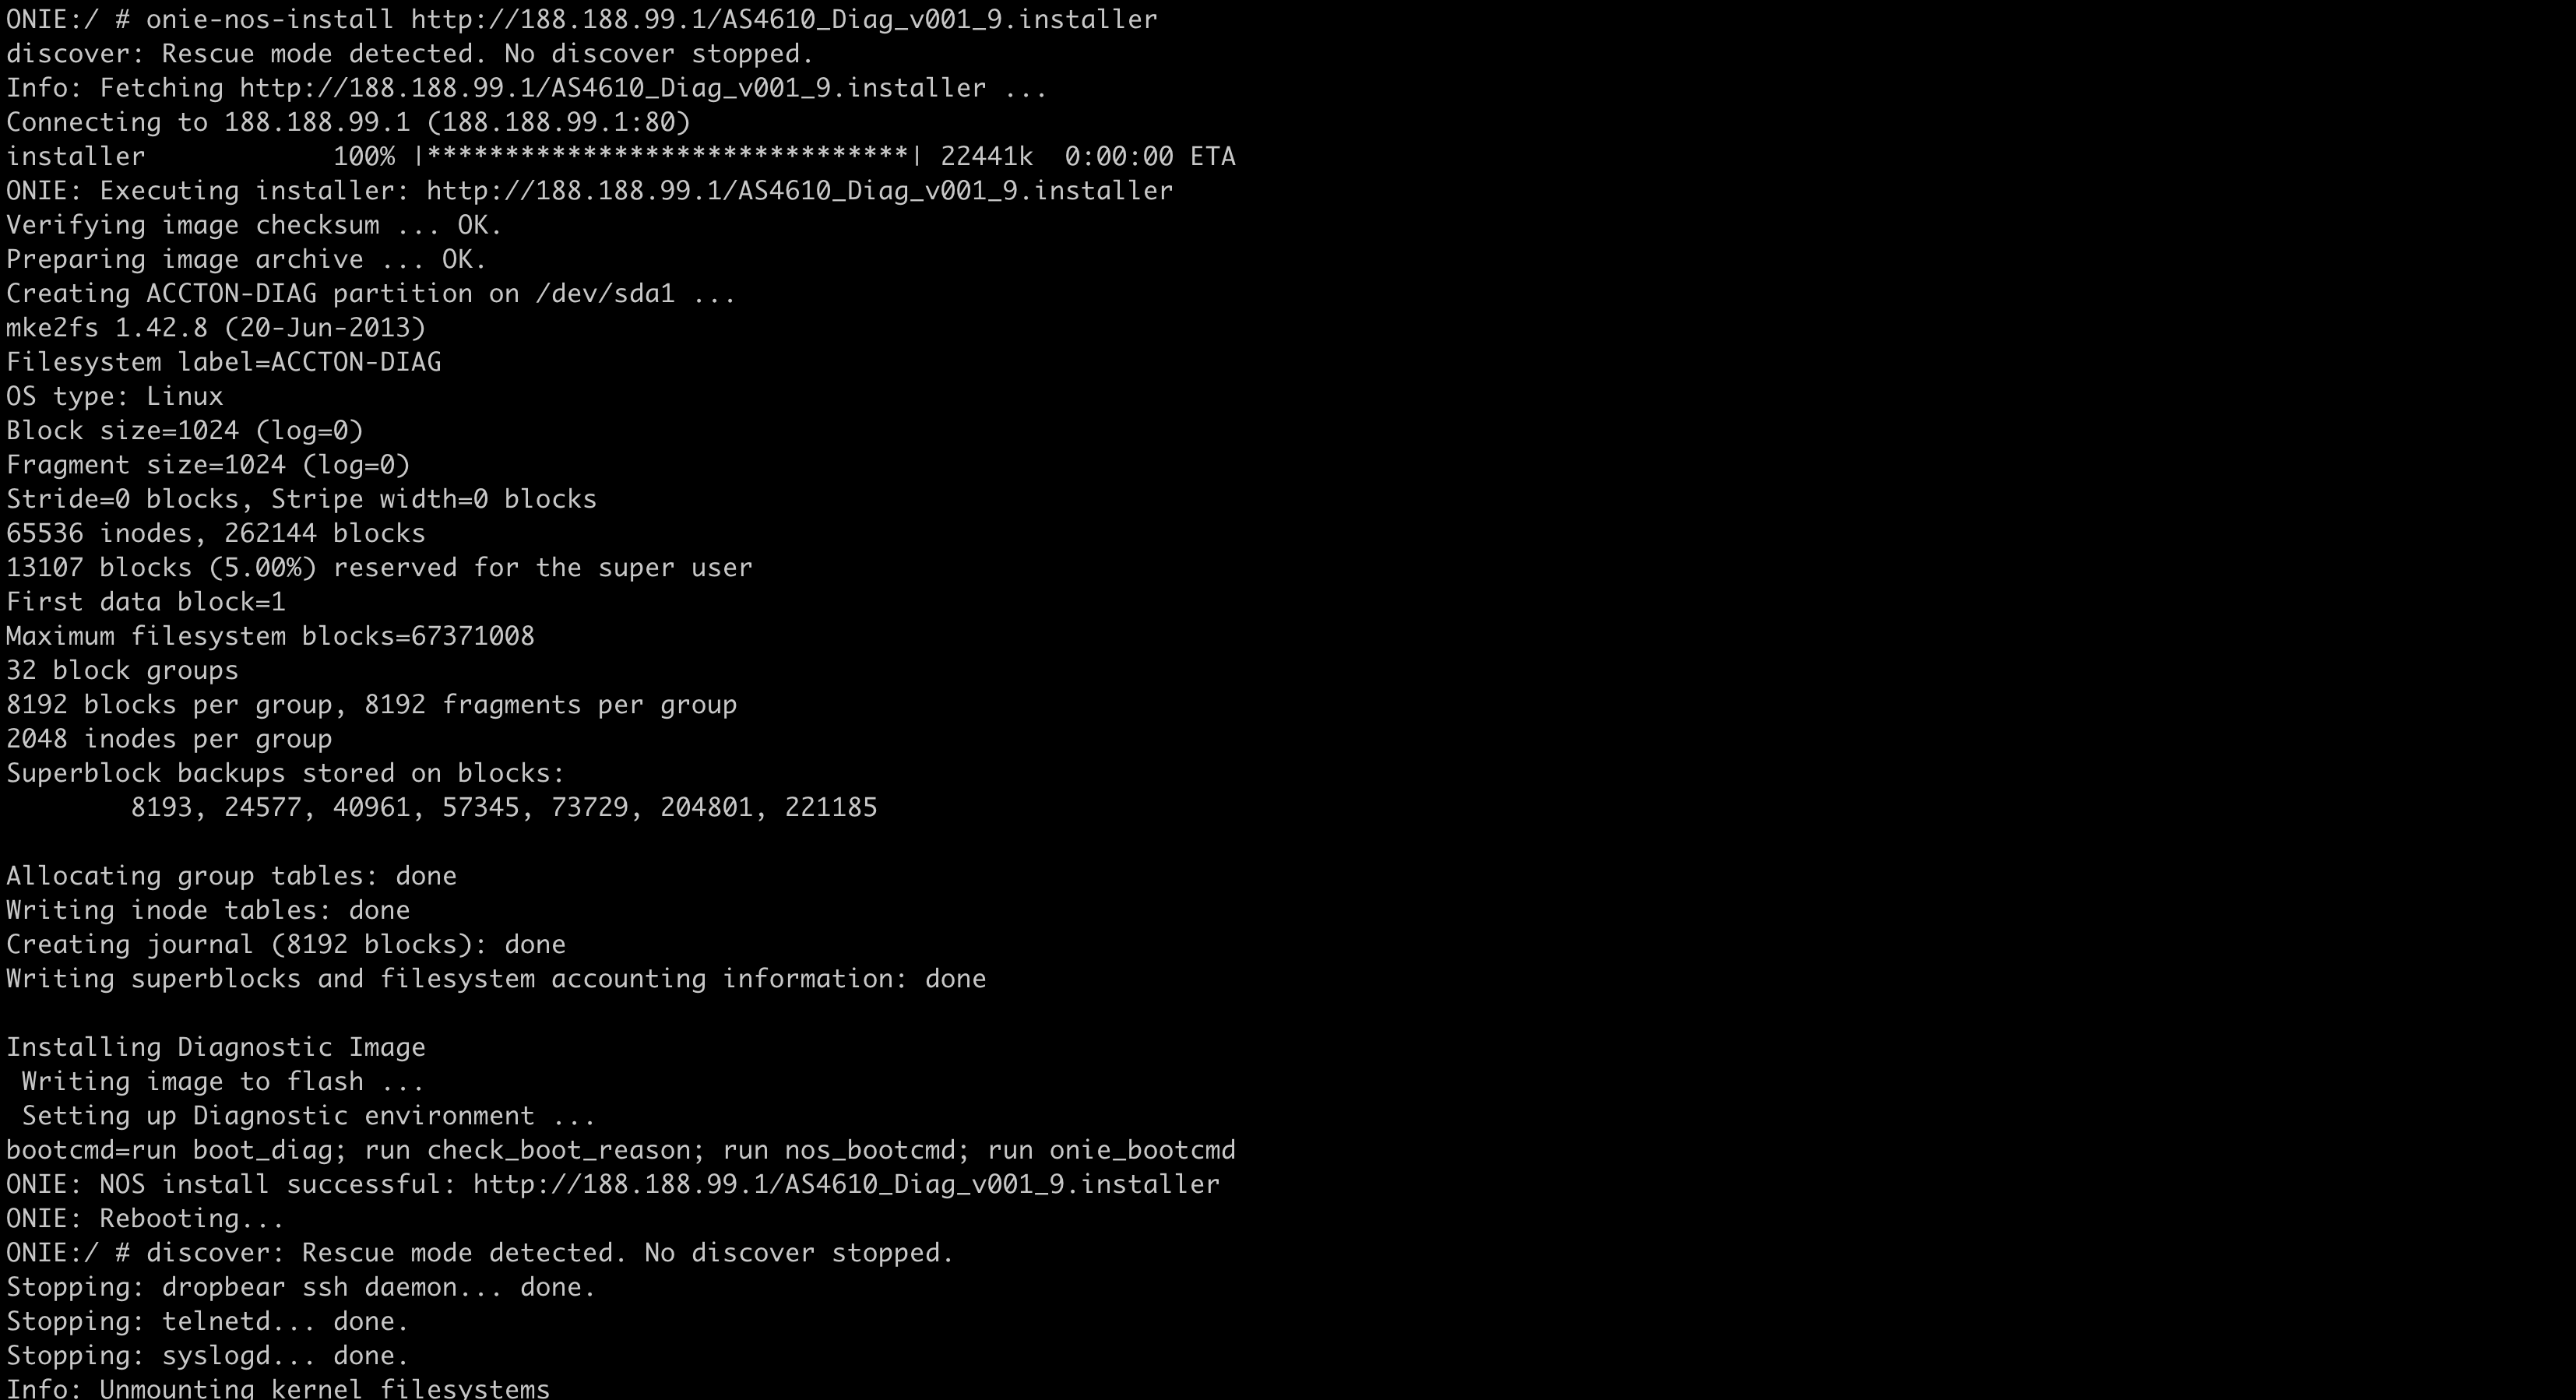 ONIE:/ # onie-nos-install http://188.188.99.1/AS4610_Diag_v001_9.installer
discover: Rescue mode detected. No discover stopped.
Info: Fetching http://188.188.99.1/AS4610_Diag_v001_9.installer ...
Connecting to 188.188.99.1 (188.188.99.1:80)
installer            100% |*******************************| 22441k  0:00:00 ETA
ONIE: Executing installer: http://188.188.99.1/AS4610_Diag_v001_9.installer
Verifying image checksum ... OK.
Preparing image archive ... OK.
Creating ACCTON-DIAG partition on /dev/sda1 ...
mke2fs 1.42.8 (20-Jun-2013)
Filesystem label=ACCTON-DIAG
OS type: Linux
Block size=1024 (log=0)
Fragment size=1024 (log=0)
Stride=0 blocks, Stripe width=0 blocks
65536 inodes, 262144 blocks
13107 blocks (5.00%) reserved for the super user
First data block=1
Maximum filesystem blocks=67371008
32 block groups
8192 blocks per group, 8192 fragments per group
2048 inodes per group
Superblock backups stored on blocks:
        8193, 24577, 40961, 57345, 73729, 204801, 221185

Allocating group tables: done
Writing inode tables: done
Creating journal (8192 blocks): done
Writing superblocks and filesystem accounting information: done

Installing Diagnostic Image
 Writing image to flash ...
 Setting up Diagnostic environment ...
bootcmd=run boot_diag; run check_boot_reason; run nos_bootcmd; run onie_bootcmd
ONIE: NOS install successful: http://188.188.99.1/AS4610_Diag_v001_9.installer
ONIE: Rebooting...
ONIE:/ # discover: Rescue mode detected. No discover stopped.
Stopping: dropbear ssh daemon... done.
Stopping: telnetd... done.
Stopping: syslogd... done.
Info: Unmounting kernel filesystems